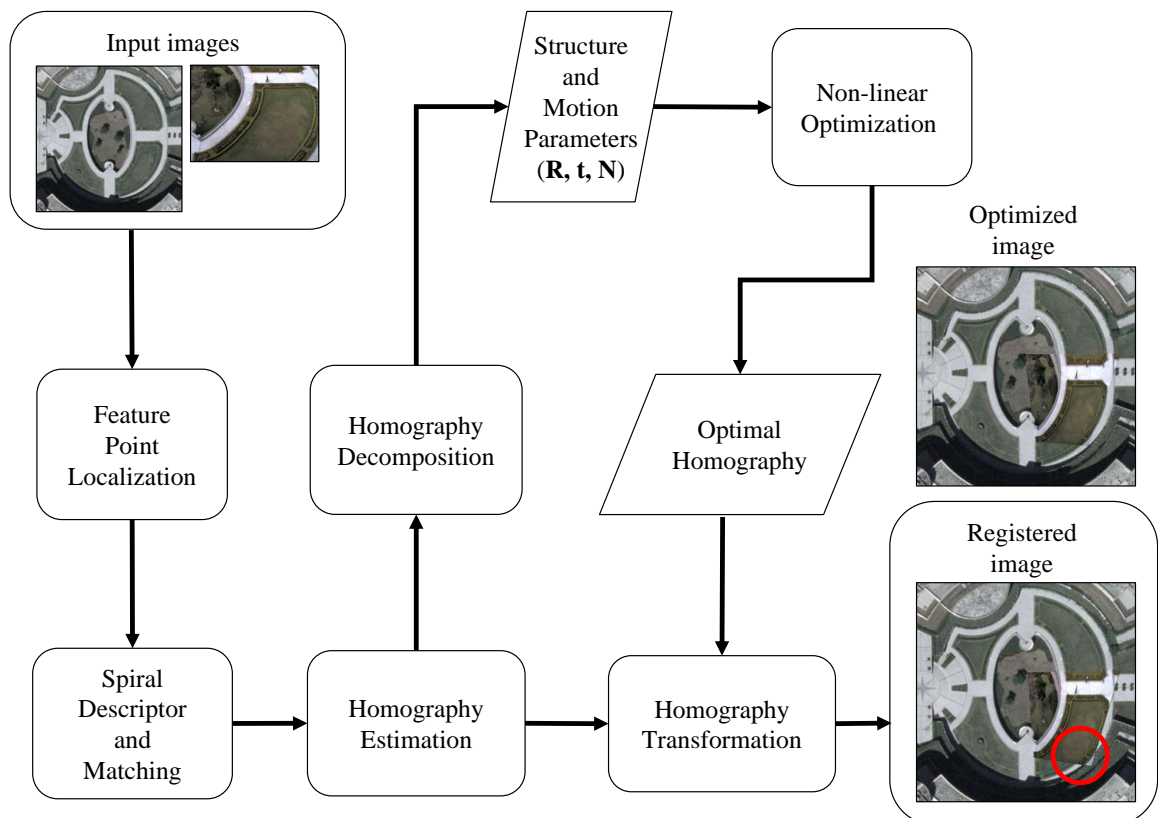 Input images
Structure
and
Motion
Parameters
(R, t, N)
Non-linear
Optimization
Optimized
image
Feature
Point
Localization
Homography
Decomposition
Optimal
Homography
Registered
image
Spiral
Descriptor
and
Matching
Homography
Estimation
Homography
Transformation